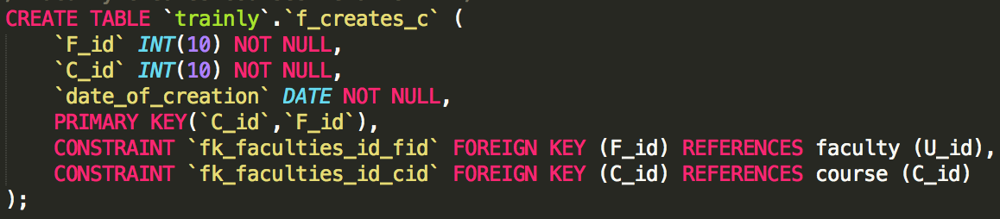 CREATE TABLE `trainly`.`f_creates_c` (
    `F_id` INT(10) NOT NULL,
    `C_id` INT(10) NOT NULL,
    `date_of_creation` DATE NOT NULL,
    PRIMARY KEY(`C_id`,`F_id`),
    CONSTRAINT `fk_faculties_id_fid` FOREIGN KEY (F_id) REFERENCES faculty (U_id),
    CONSTRAINT `fk_faculties_id_cid` FOREIGN KEY (C_id) REFERENCES course (C_id)
);